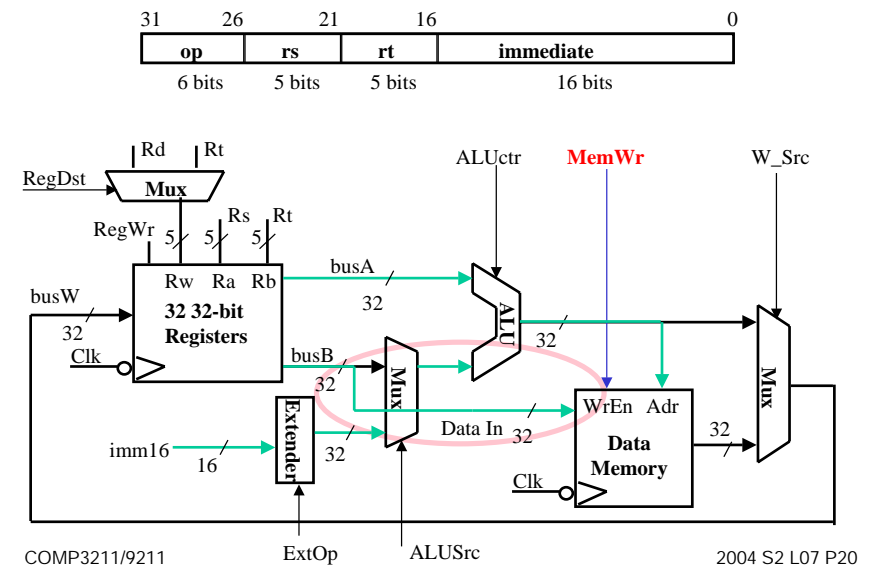 31 26 21 16 0
op rs rt immediate
6 bits 5 bits 5 bits 16 bits
Rd Rt
RegDst
Mux
ALUctr
MemWr
W_Src
RegWr
Rs Rt
5 5 5
Rw Ra Rb
busA
32
busW
32
32 32-bit
Registers
Clk
busB
32
Mux
ALU
32
Extender
imm16
16
32
Data In
32
WrEn Adr
Data
Memory
32
Mux
Clk
ExtOp
ALUSrc
COMP3211/9211
2004 S2 L07 P20